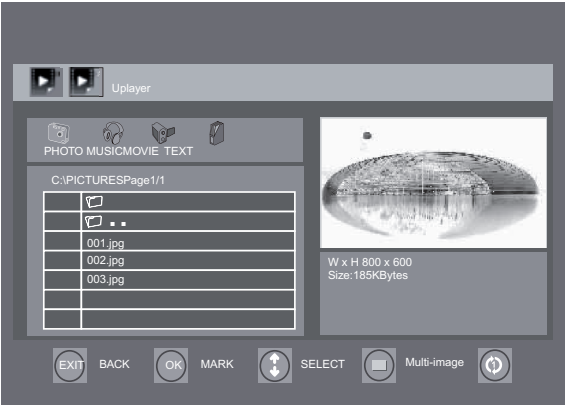 Uplayer
PHOTO MUSICMOVIE TEXT
C:\PICTURESPage1/1
. .
001.jpg
002.jpg
003.jpg
W x H 800 x 600
Size:185KBytes
EXIT BACK OK MARK SELECT Multi-image 1